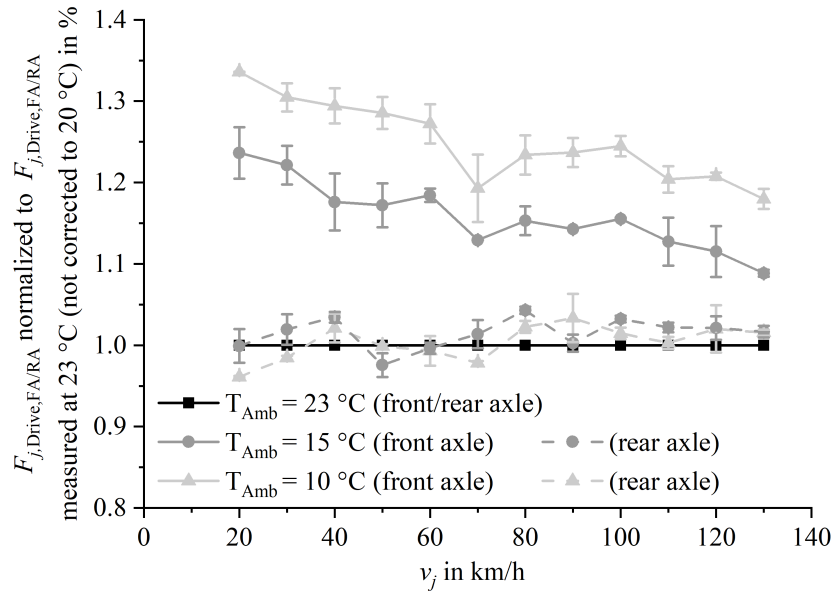 F_j,Drive,FA/RA normalized to F_j,Drive,FA/RA
measured at 23 °C (not corrected to 20 °C) in %
1.4
1.3
1.2
1.1
1.0
0.9
0.8
T_Amb = 23 °C (front/rear axle)
T_Amb = 15 °C (front axle) (rear axle)
T_Amb = 10 °C (front axle) (rear axle)
0 20 40 60 80 100 120 140
v_j in km/h